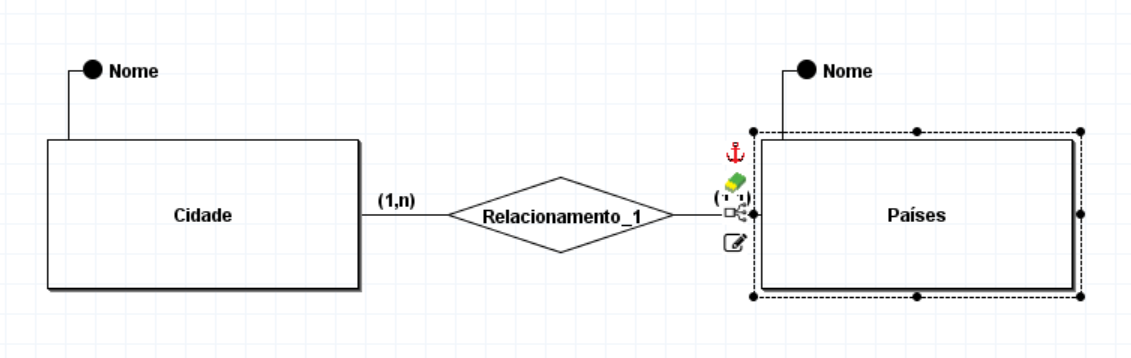 Nome
Nome
Cidade
(1,n)
Relacionamento_1
Países